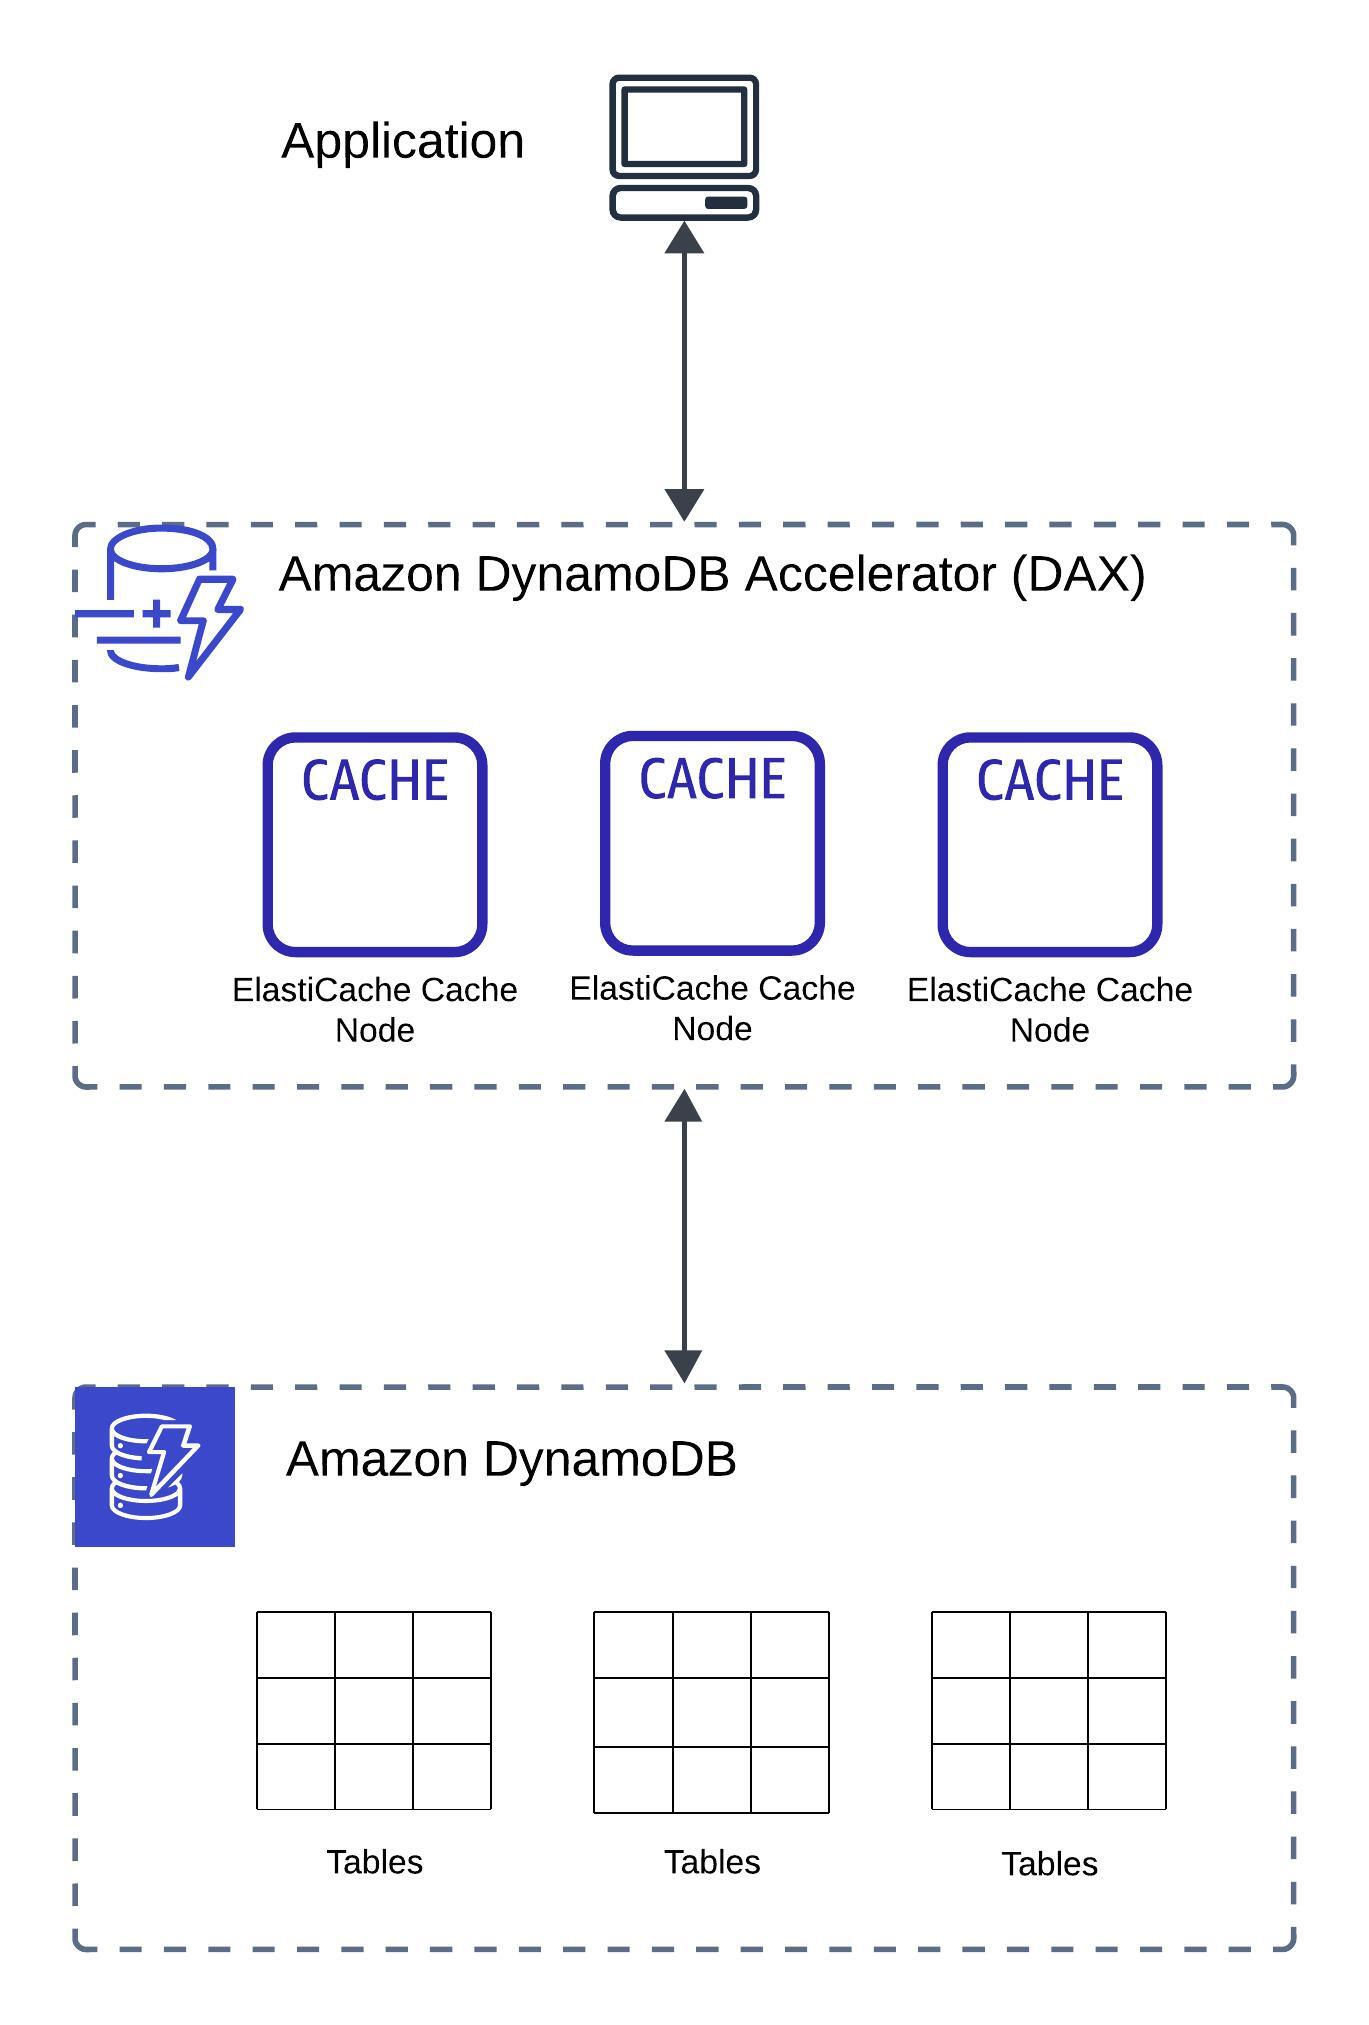 Application
Amazon DynamoDB Accelerator (DAX)
CACHE
CACHE
CACHE
ElastiCache Cache
Node
ElastiCache Cache
Node
ElastiCache Cache
Node
Amazon DynamoDB
Tables
Tables
Tables